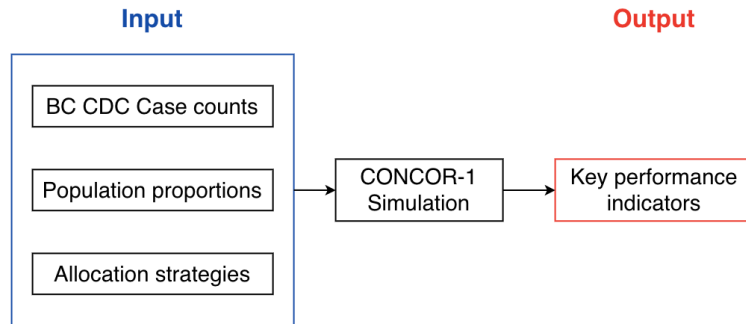 Input
Output
BC CDC Case counts
Population proportions
Allocation strategies
CONCOR-1
Simulation
Key performance
indicators